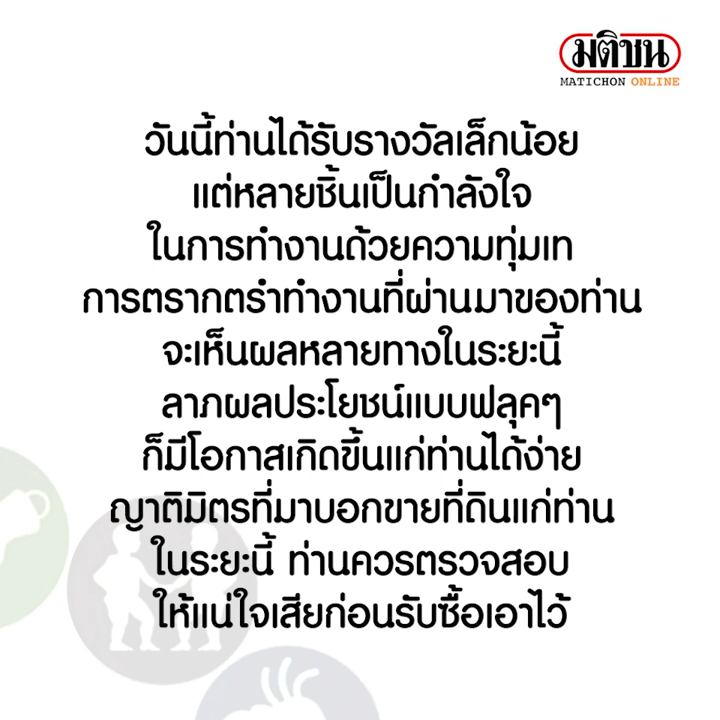 มติชน
MATICHON ONLINE
วันนี้ท่านได้รับรางวัลเล็กน้อย
แต่หลายชิ้นเป็นกำลังใจ
ในการทำงานด้วยความทุ่มเท
การตรากตรำทำงานที่ผ่านมาของท่าน
จะเห็นผลหลายทางในระยะนี้
ลาภผลประโยชน์แบบฟลุคๆ
ก็มีโอกาสเกิดขึ้นแก่ท่านได้ง่าย
ญาติมิตรที่มาบอกขายที่ดินแก่ท่าน
ในระยะนี้ ท่านควรตรวจสอบ
ให้แน่ใจเสียก่อนรับซื้อเอาไว้